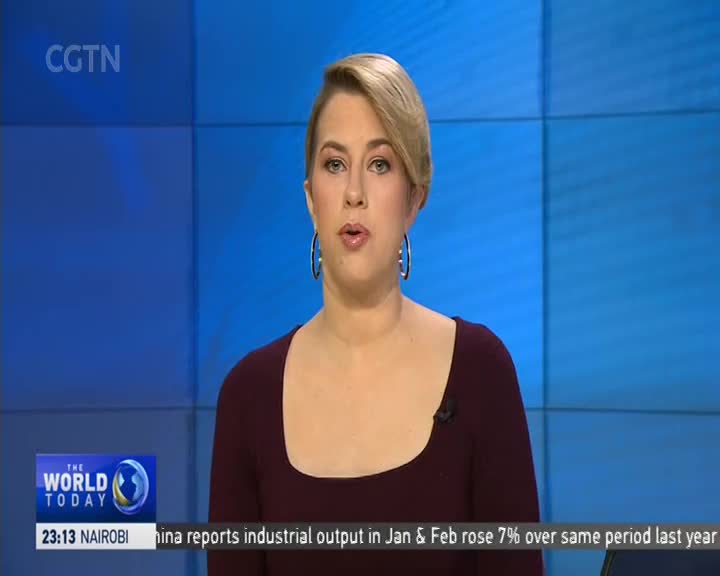 CGTN
THE
WORLD
TODAY
23:13 NAIROBI
hina reports industrial output in Jan & Feb rose 7% over same period last year